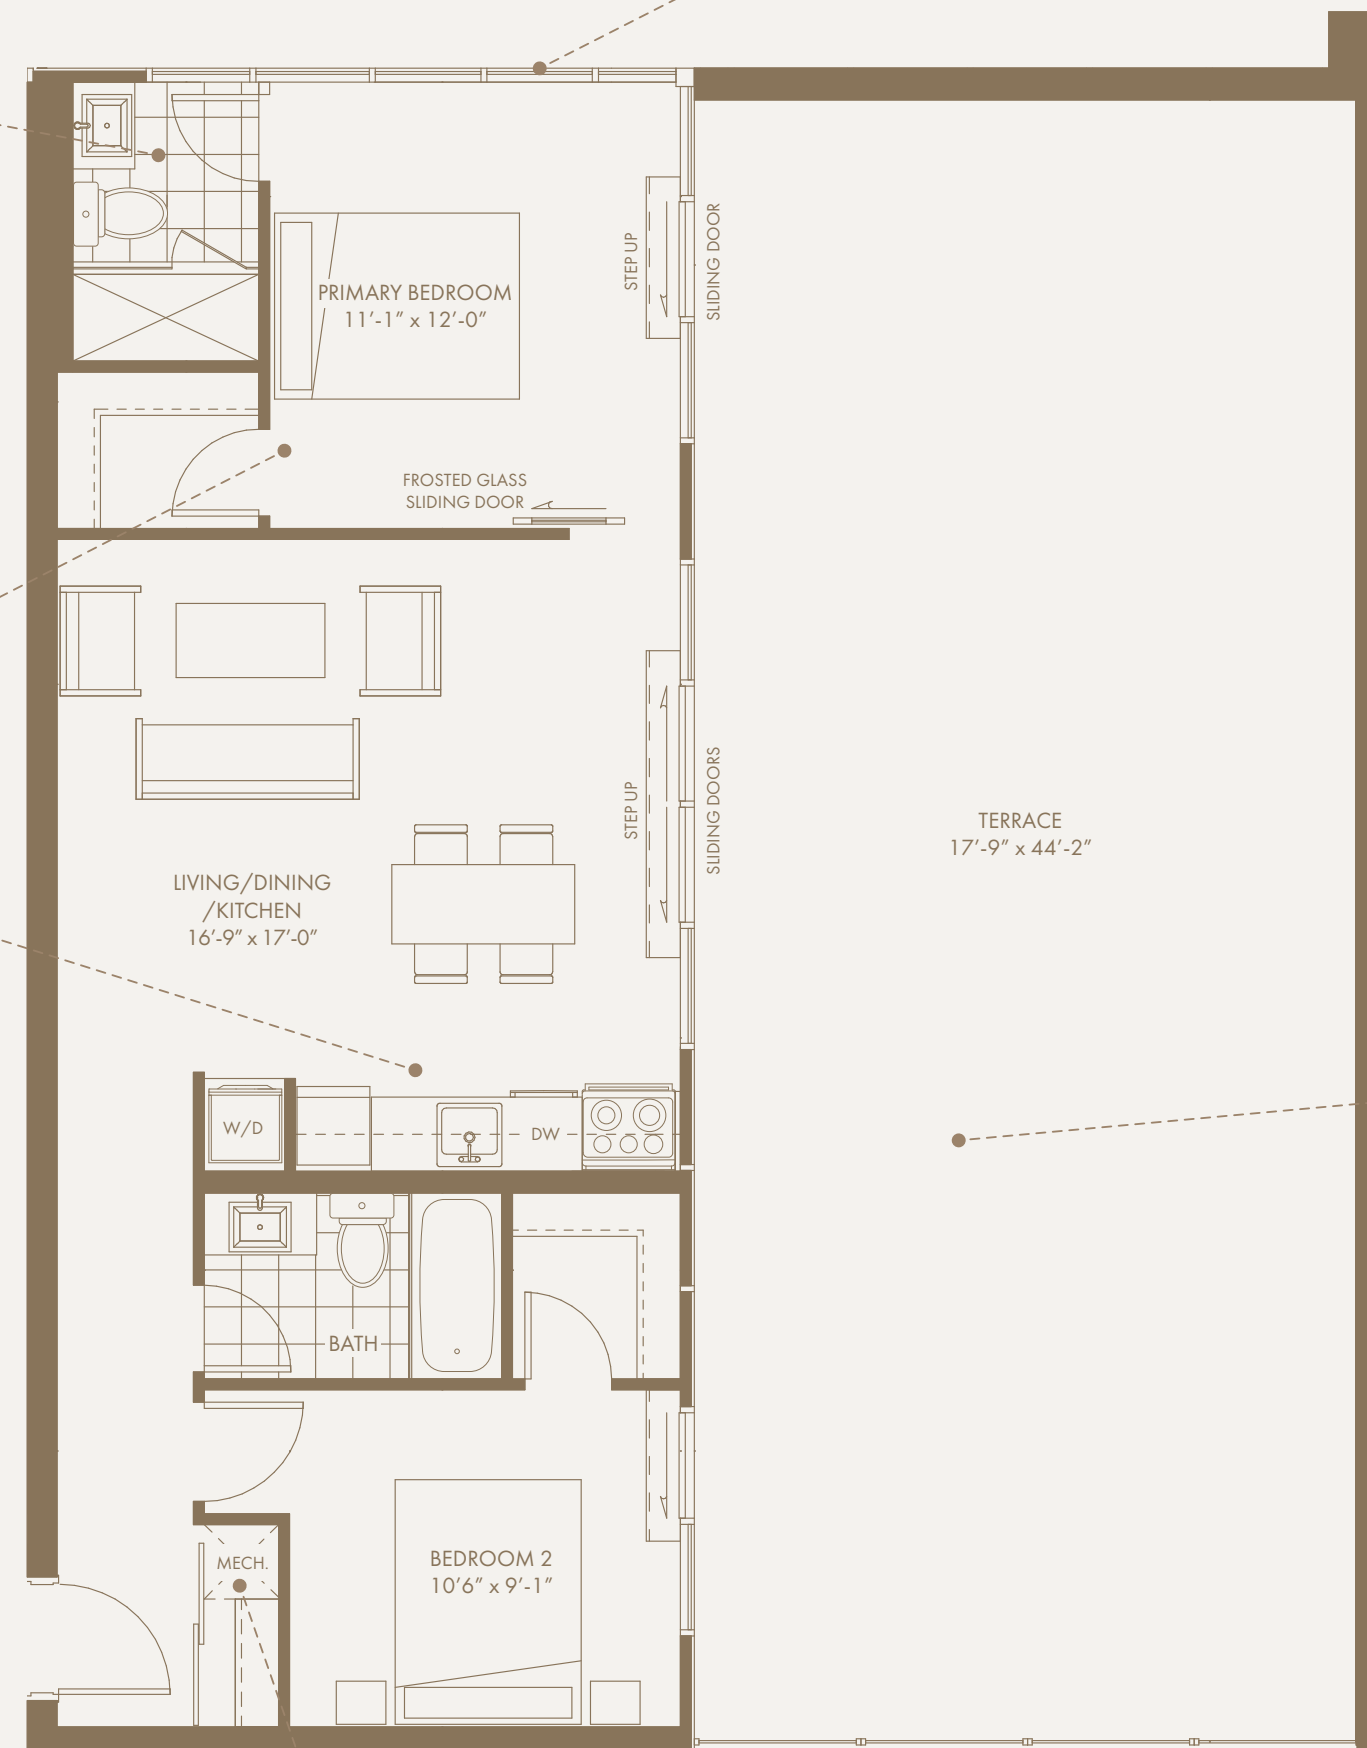 PRIMARY BEDROOM
11'-1" x 12'-0"
STEP UP
SLIDING DOOR
FROSTED GLASS
SLIDING DOOR
STEP UP
SLIDING DOORS
TERRACE
17'-9" x 44'-2"
LIVING/DINING
/KITCHEN
16'-9" x 17'-0"
W/D
DW
BATH
MECH.
BEDROOM 2
10'6" x 9'-1"